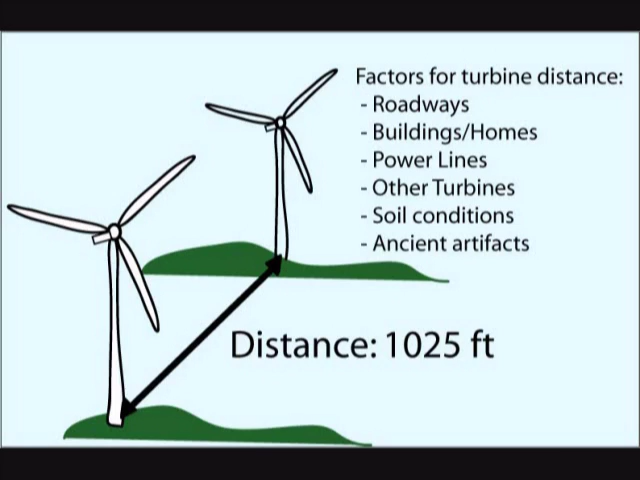 Factors for turbine distance:
- Roadways
- Buildings/Homes
- Power Lines
- Other Turbines
- Soil conditions
- Ancient artifacts
Distance: 1025 ft